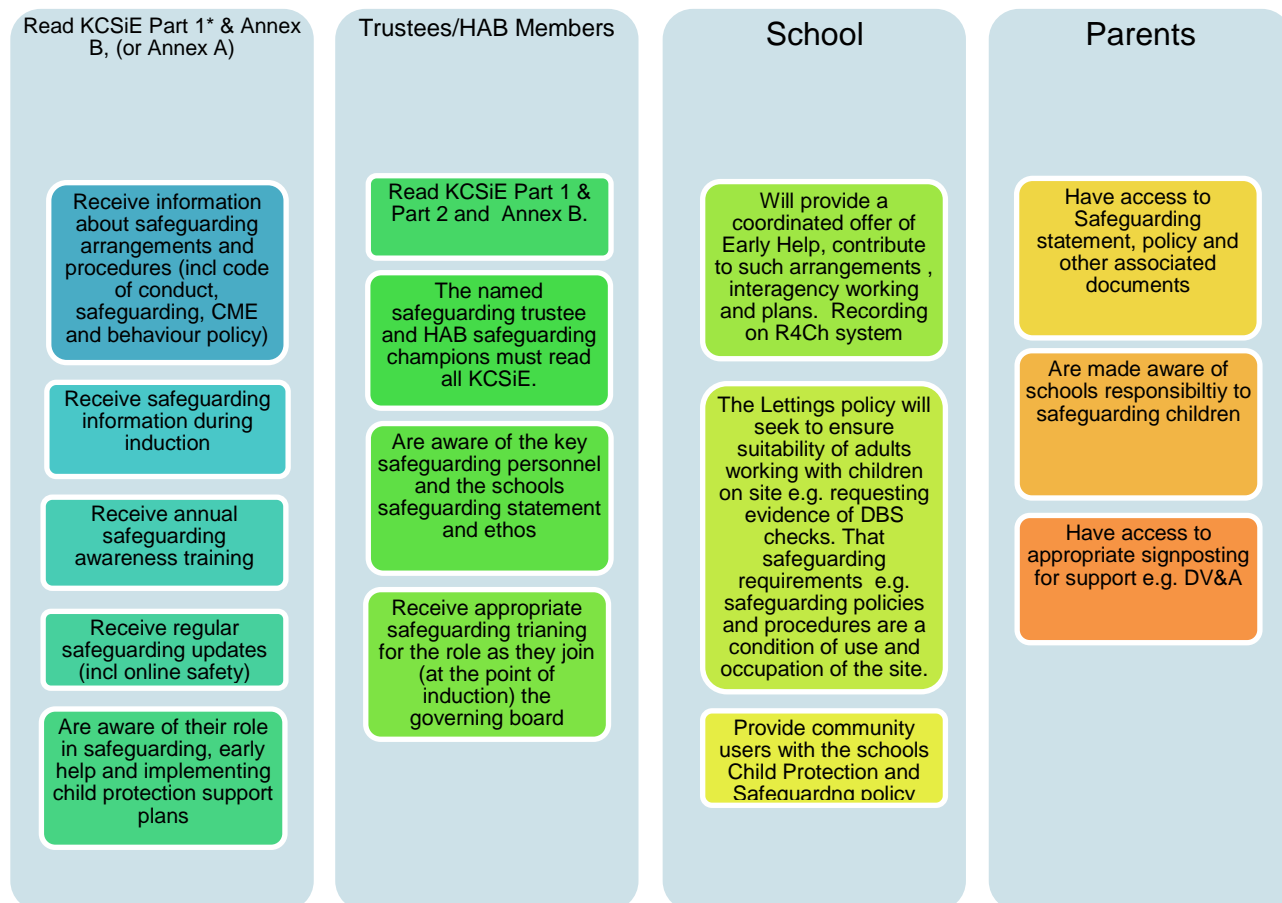 Read KCSiE Part 1* & Annex
B, (or Annex A)
Receive information
about safeguarding
arrangements and
procedures (incl code
of conduct,
safeguarding, CME
and behaviour policy)
Receive safeguarding
information during
induction
Receive annual
safeguarding
awareness training
Receive regular
safeguarding updates
(incl online safety)
Are aware of their role
in safeguarding, early
help and implementing
child protection support
plans
Trustees/HAB Members
Read KCSiE Part 1 &
Part 2 and Annex B.
The named
safeguarding trustee
and HAB safeguarding
champions must read
all KCSiE.
Are aware of the key
safeguarding personnel
and the schools
safeguarding statement
and ethos
Receive appropriate
safeguarding trianing
for the role as they join
(at the point of
induction) the
governing board
School
Will provide a
coordinated offer of
Early Help, contribute
to such arrangements ,
interagency working
and plans. Recording
on R4Ch system
The Lettings policy will
seek to ensure
suitability of adults
working with children
on site e.g. requesting
evidence of DBS
checks. That
safeguarding
requirements e.g.
safeguarding policies
and procedures are a
condition of use and
occupation of the site.
Provide community
users with the schools
Child Protection and
Safeguardng policy
Parents
Have access to
Safeguarding
statement, policy and
other associated
documents
Are made aware of
schools responsibiltiy to
safeguarding children
Have access to
appropriate signposting
for support e.g. DV&A